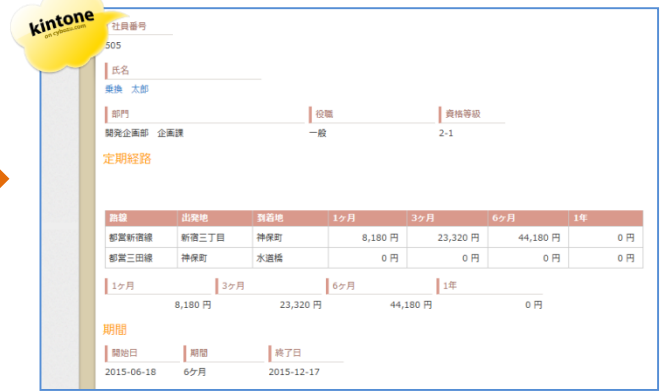 kintone
on cybozu.com
社員番号
505
氏名
乗換 太郎
部門 役職 資格等級
開発企画部 企画課 一般 2-1
定期経路
路線 出発地 到着地 1ヶ月 3ヶ月 6ヶ月 1年
都営新宿線 新宿三丁目 神保町 8,180 円 23,320 円 44,180 円 0 円
都営三田線 神保町 水道橋 0 円 0 円 0 円 0 円
1ヶ月 3ヶ月 6ヶ月 1年
8,180 円 23,320 円 44,180 円 0 円
期間
開始日 期間 終了日
2015-06-18 6ケ月 2015-12-17